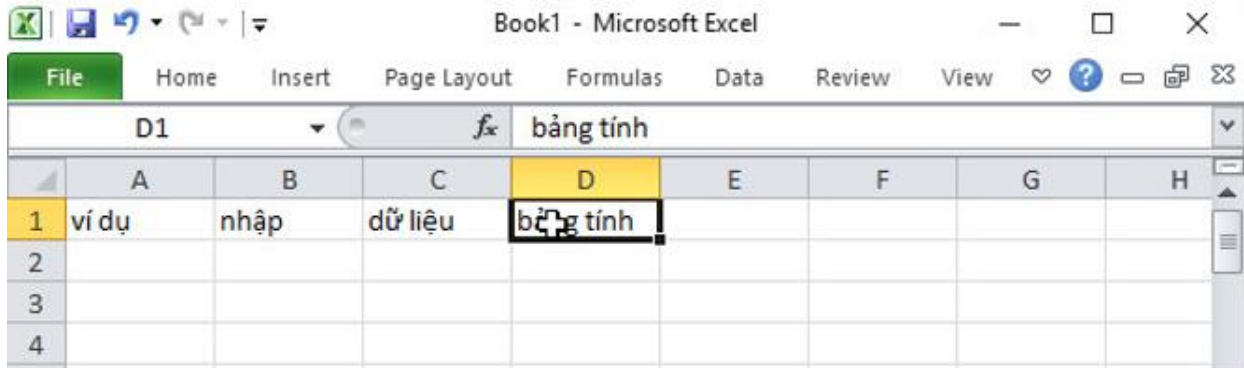 Book1 - Microsoft Excel
File Home Insert Page Layout Formulas Data Review View
D1 fx bảng tính
A B C D E F G H
1 ví dụ nhập dữ liệu bảng tính
2
3
4